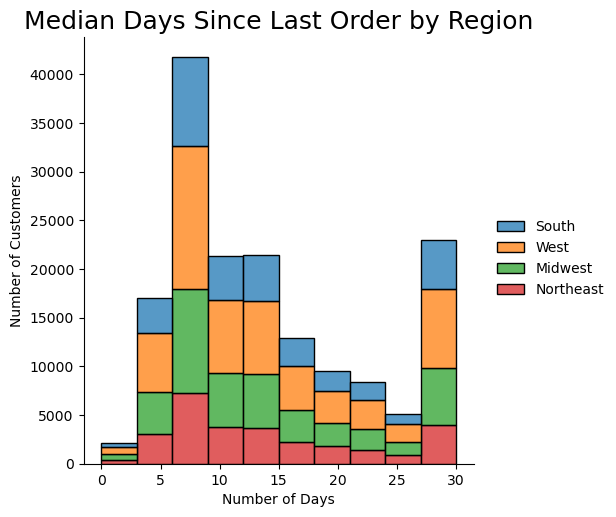 Median Days Since Last Order by Region
40000
35000
30000
25000
20000
15000
10000
5000
0
Number of Customers
0 5 10 15 20 25 30
Number of Days
South
West
Midwest
Northeast